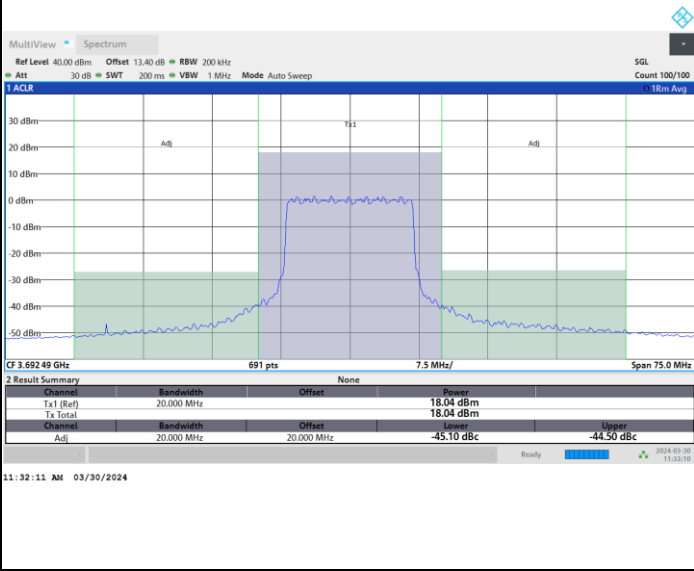 MultiView Spectrum
Ref Level 40.00 dBm Offset 13.40 dB RBW 200 kHz SGL
Att 30 dB SWT 200 ms VBW 1 MHz Mode Auto Sweep Count 100/100
1 ACLR 1Rm Avg
Tx1
Adj Adj
30 dBm
20 dBm
10 dBm
0 dBm
-10 dBm
-20 dBm
-30 dBm
-40 dBm
-50 dBm
CF 3.692 49 GHz 691 pts 7.5 MHz/ Span 75.0 MHz
2 Result Summary None
Channel Bandwidth Offset Power
Tx1 (Ref) 20.000 MHz 18.04 dBm
Tx Total 18.04 dBm
Channel Bandwidth Offset Lower Upper
Adj 20.000 MHz 20.000 MHz -45.10 dBc -44.50 dBc
Ready 2024-03-30
11:32:10
11:32:11 AM 03/30/2024